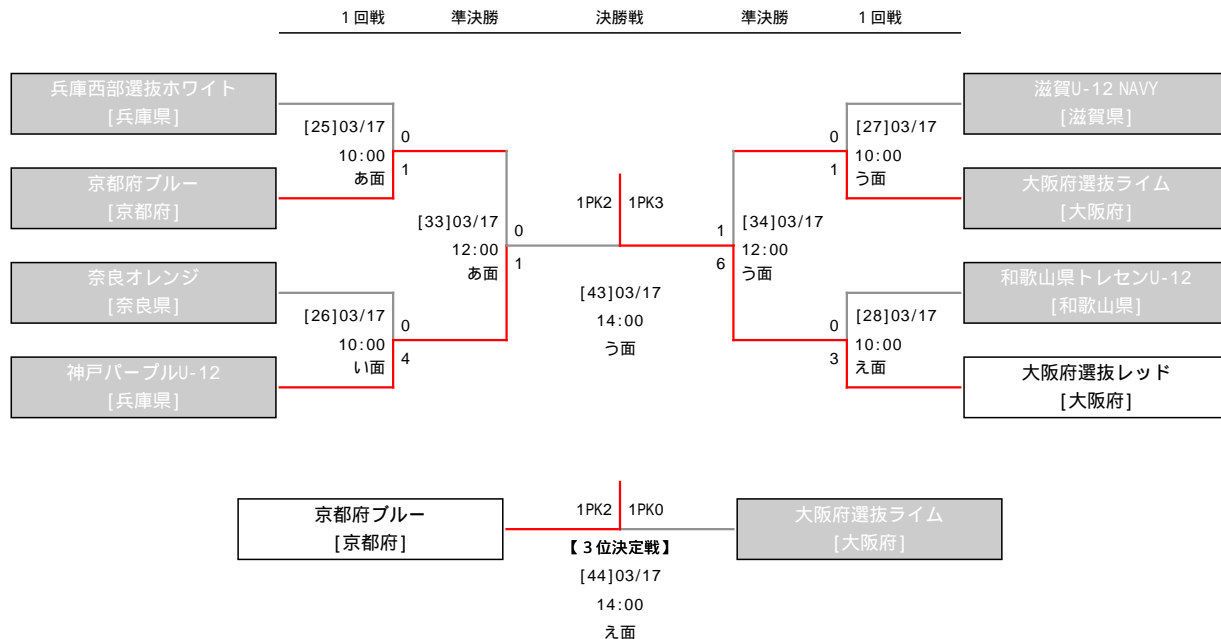 1回戦 準決勝 決勝戦 準決勝 1回戦
兵庫西部選抜ホワイト
[兵庫県]
京都府ブルー
[京都府]
奈良オレンジ
[奈良県]
神戸パープルU-12
[兵庫県]
[25]03/17
10:00
あ面
0
1
[26]03/17
10:00
い面
0
4
[33]03/17
12:00
あ面
0
1
1PK2 1PK3
[43]03/17
14:00
う面
1
6
[34]03/17
12:00
う面
0
1
[27]03/17
10:00
う面
0
3
[28]03/17
10:00
え面
滋賀U-12 NAVY
[滋賀県]
大阪府選抜ライム
[大阪府]
和歌山県トレセンU-12
[和歌山県]
大阪府選抜レッド
[大阪府]
京都府ブルー
[京都府]
1PK2 1PK0
大阪府選抜ライム
[大阪府]
【3位決定戦】
[44]03/17
14:00
え面